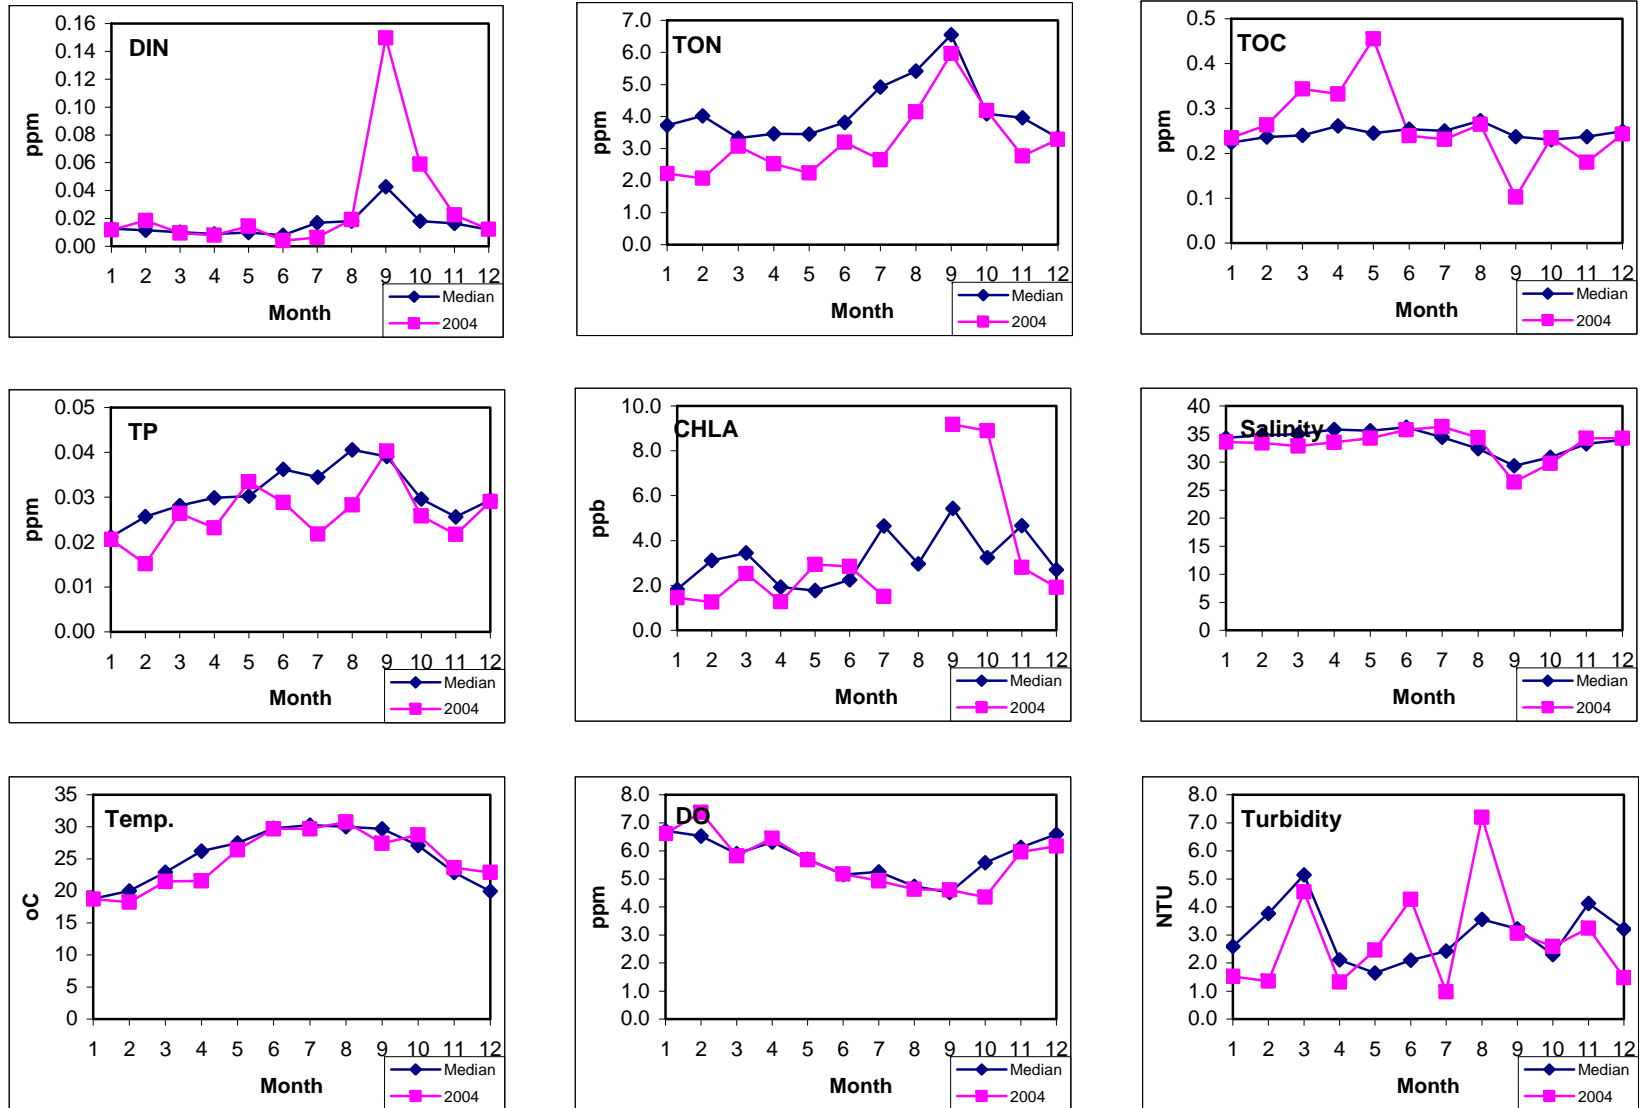 DIN
0.16
0.14
0.12
0.10
0.08
0.06
0.04
0.02
0.00
ppm
1 2 3 4 5 6 7 8 9 10 11 12
Month
Median
2004
TON
7.0
6.0
5.0
4.0
3.0
2.0
1.0
0.0
ppm
1 2 3 4 5 6 7 8 9 10 11 12
Month
Median
2004
TOC
0.5
0.4
0.3
0.2
0.1
0.0
ppm
1 2 3 4 5 6 7 8 9 10 11 12
Month
Median
2004
TP
0.05
0.04
0.03
0.02
0.01
0.00
ppm
1 2 3 4 5 6 7 8 9 10 11 12
Month
Median
2004
CHLA
10.0
8.0
6.0
4.0
2.0
0.0
ppb
1 2 3 4 5 6 7 8 9 10 11 12
Month
Median
2004
Salinity
40
35
30
25
20
15
10
5
0
1 2 3 4 5 6 7 8 9 10 11 12
Month
Median
2004
Temp.
35
30
25
20
15
10
5
0
oC
1 2 3 4 5 6 7 8 9 10 11 12
Month
Median
2004
DO
8.0
7.0
6.0
5.0
4.0
3.0
2.0
1.0
0.0
ppm
1 2 3 4 5 6 7 8 9 10 11 12
Month
Median
2004
Turbidity
8.0
7.0
6.0
5.0
4.0
3.0
2.0
1.0
0.0
NTU
1 2 3 4 5 6 7 8 9 10 11 12
Month
Median
2004